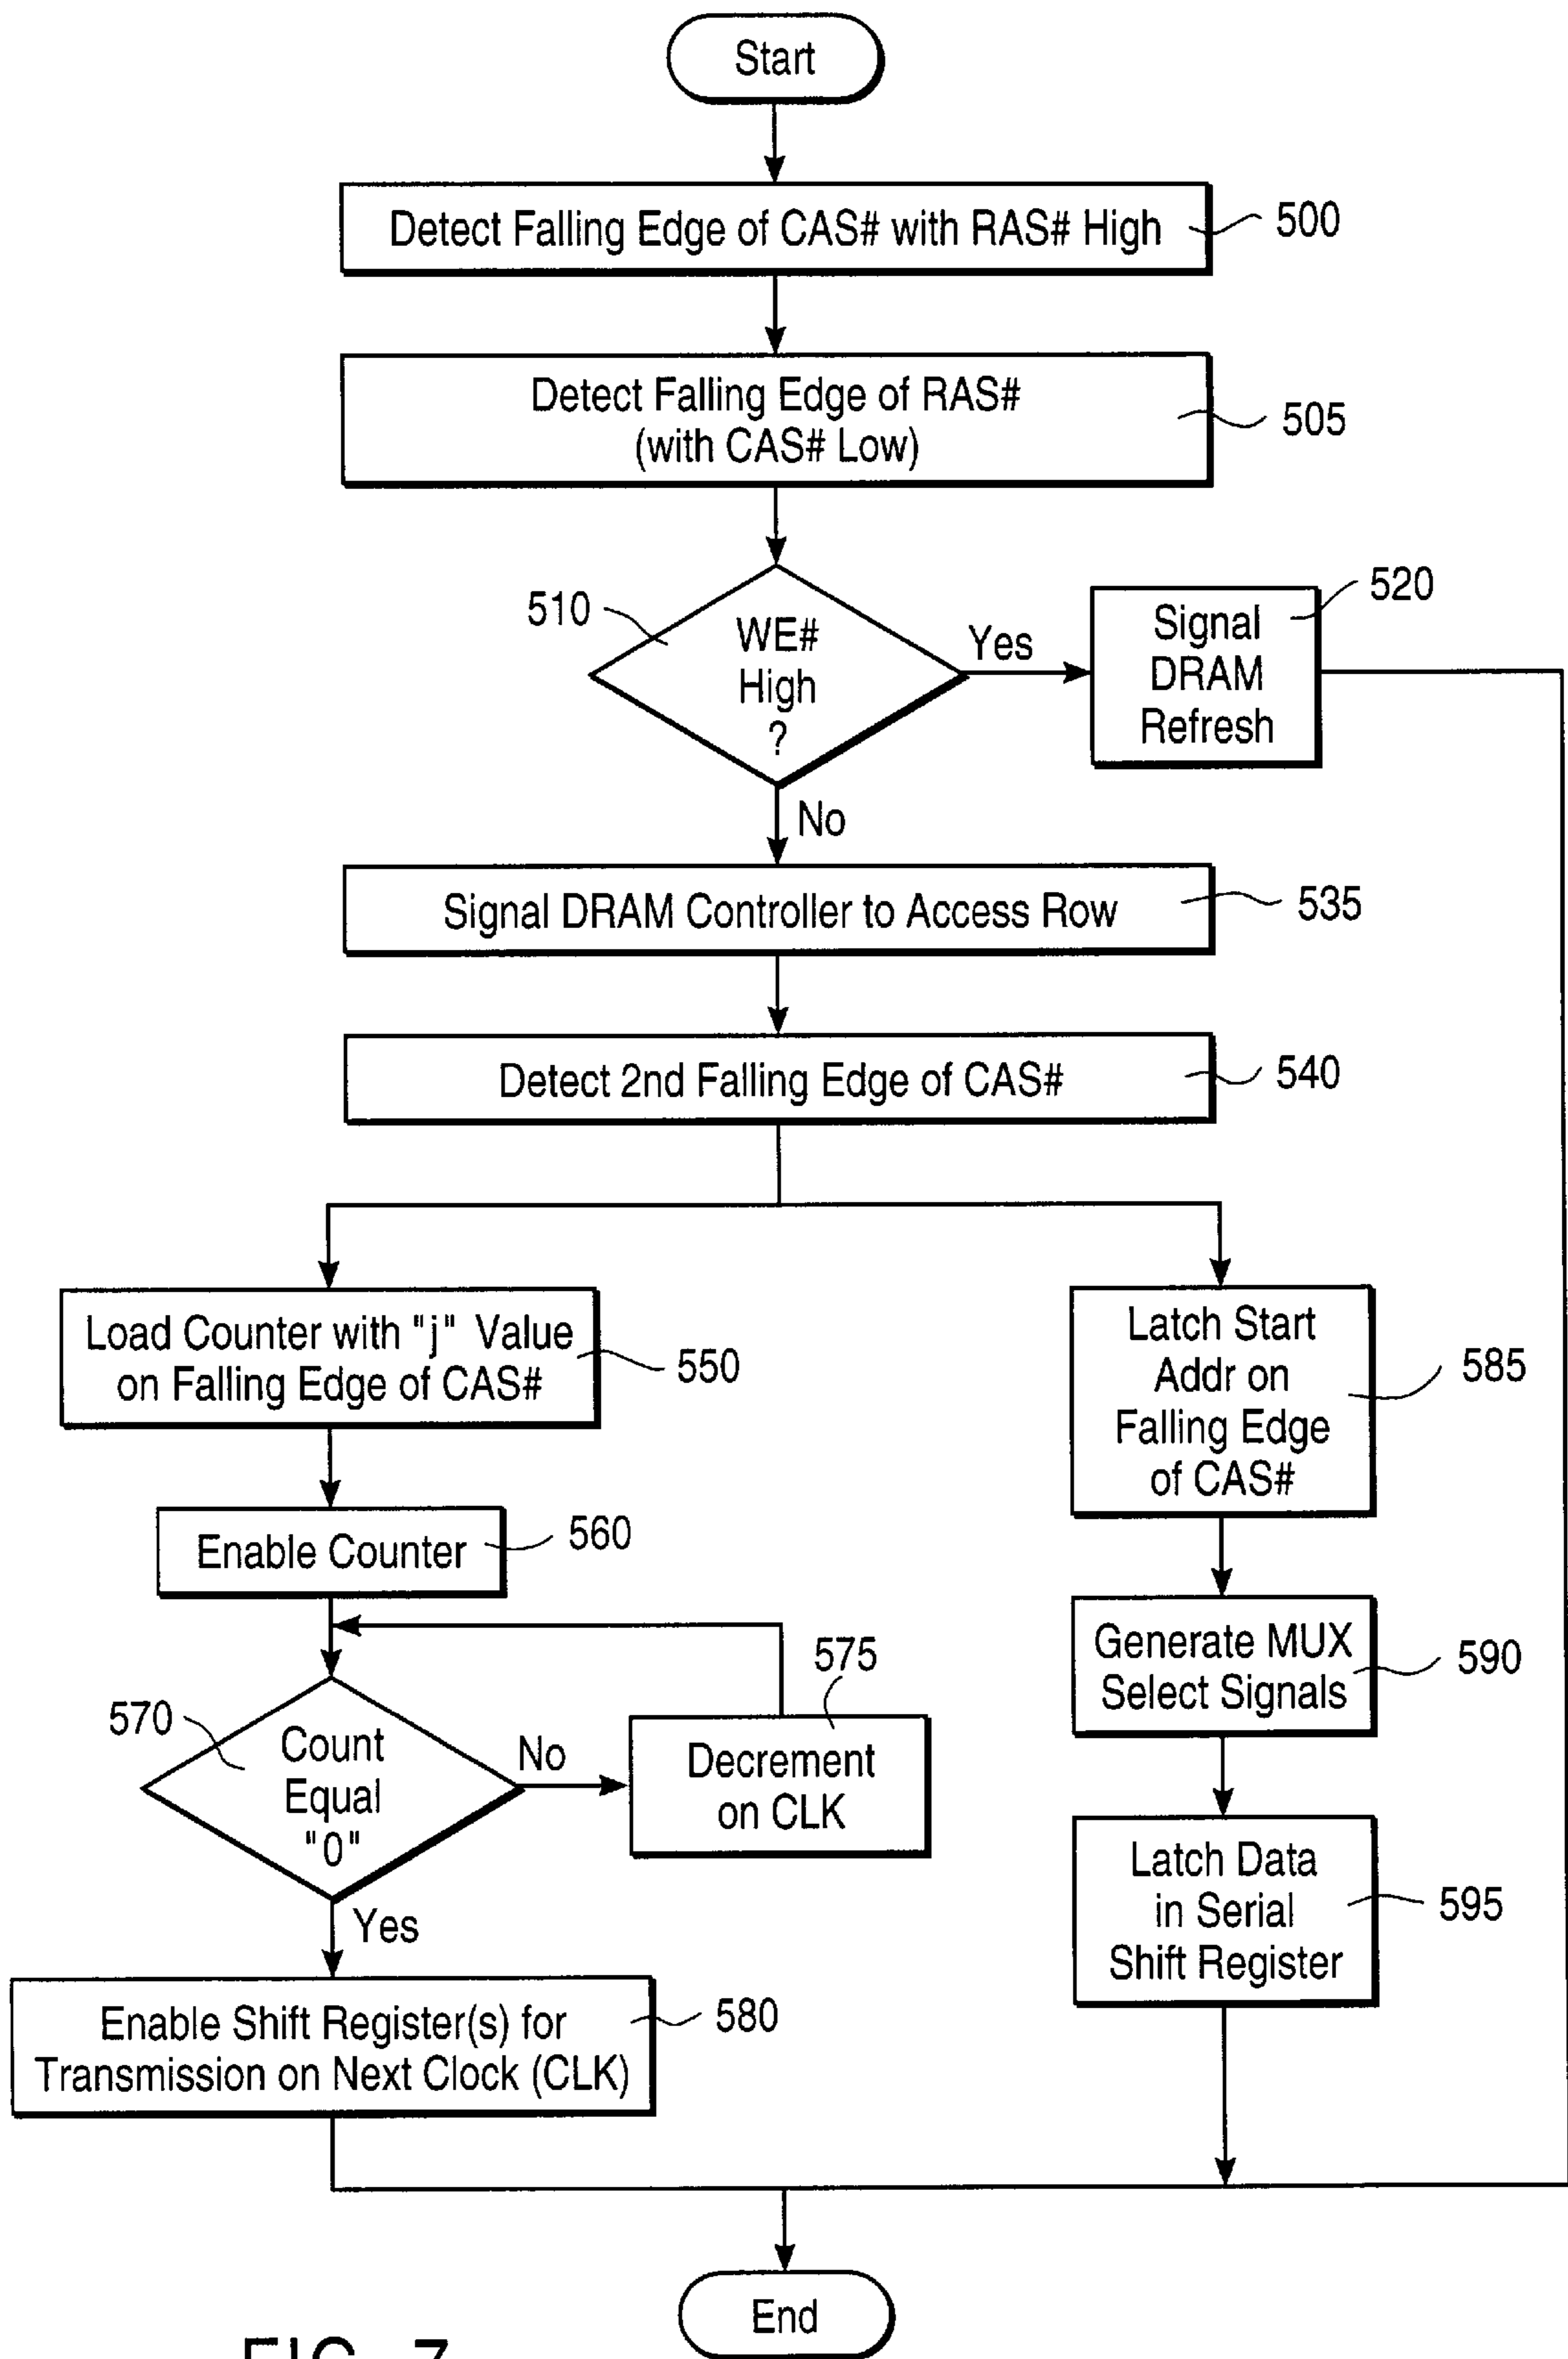 Start
Detect Falling Edge of CAS# with RAS# High
500
Detect Falling Edge of RAS#
(with CAS# Low)
505
510
WE#
High
?
Yes
520
Signal
DRAM
Refresh
No
Signal DRAM Controller to Access Row
535
Detect 2nd Falling Edge of CAS#
540
Load Counter with "j" Value
on Falling Edge of CAS#
550
Enable Counter
560
570
Count
Equal
"0"
No
575
Decrement
on CLK
Yes
Enable Shift Register(s) for
Transmission on Next Clock (CLK)
580
Latch Start
Addr on
Falling Edge
of CAS#
585
Generate MUX
Select Signals
590
Latch Data
in Serial
Shift Register
595
End
FIG. 7